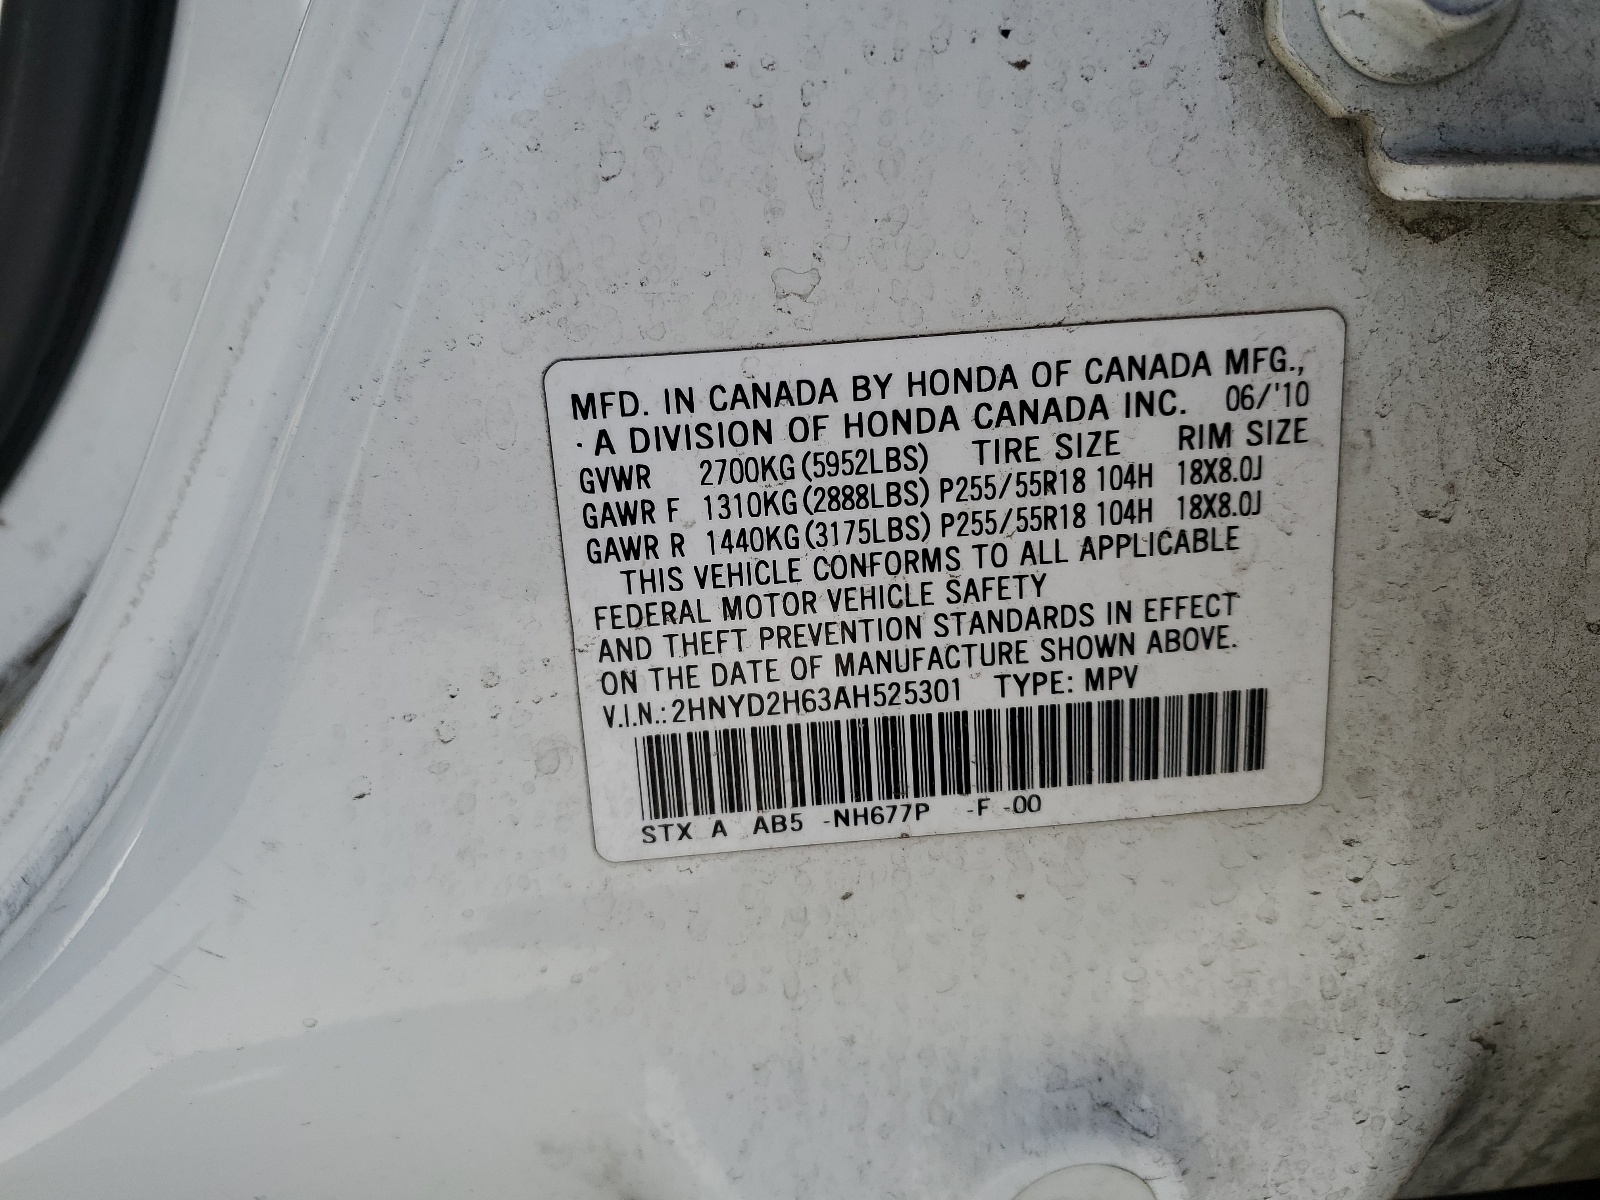 MFD. IN CANADA BY HONDA OF CANADA MFG.,
· A DIVISION OF HONDA CANADA INC. 06/'10
GVWR 2700KG (5952LBS) TIRE SIZE RIM SIZE
GAWR F 1310KG (2888LBS) P255/55R18 104H 18X8.0J
GAWR R 1440KG (3175LBS) P255/55R18 104H 18X8.0J
THIS VEHICLE CONFORMS TO ALL APPLICABLE
FEDERAL MOTOR VEHICLE SAFETY
AND THEFT PREVENTION STANDARDS IN EFFECT
ON THE DATE OF MANUFACTURE SHOWN ABOVE.
V.I.N.: 2HNYD2H63AH525301 TYPE: MPV
STX A AB5 -NH677P -F -00